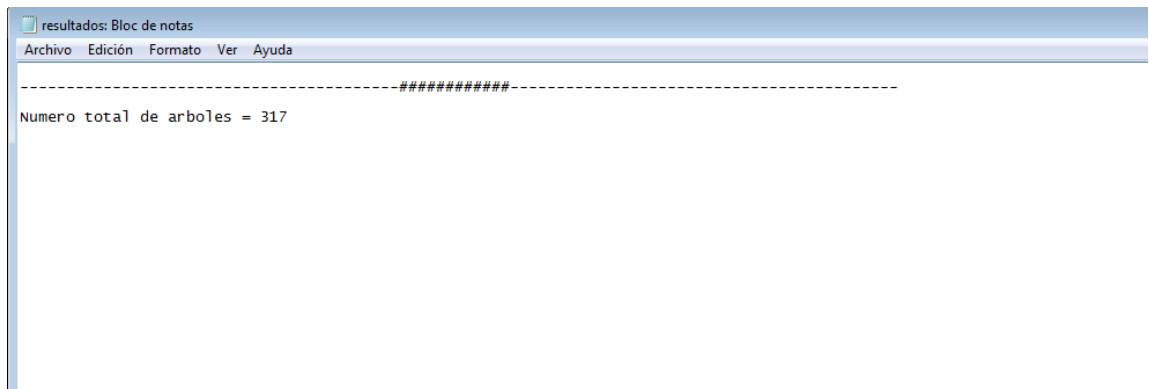 resultados: Bloc de notas
Archivo Edición Formato Ver Ayuda
-----------------------------------------############------------------------------------------
Numero total de arboles = 317